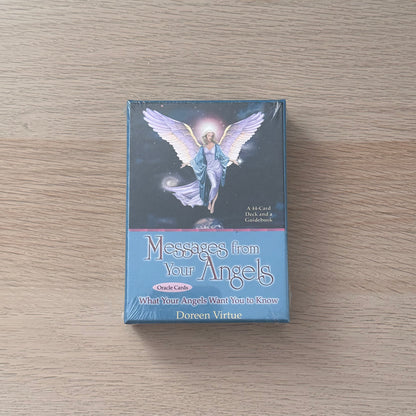 A 44-Card
Deck and a
Guidebook
Messages from
Your Angels
Oracle Cards
What Your Angels Want You to Know
Doreen Virtue